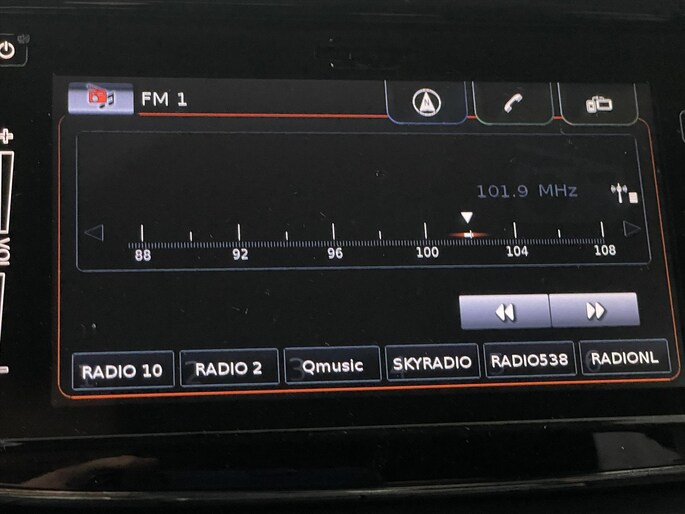 FM 1
101.9 MHz
88 92 96 100 104 108
RADIO 10 RADIO 2 Qmusic SKYRADIO RADIO538 RADIONL
+
VOL
-